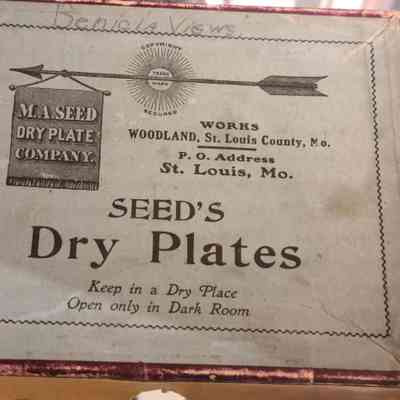 Benicia Views.
COPYRIGHT
TRADE
MARK
SECURED
M.A.SEED
DRY PLATE
COMPANY.
WORKS
WOODLAND, St. Louis County, Mo.
P. O. Address
St. Louis, Mo.
SEED'S
Dry Plates
Keep in a Dry Place
Open only in Dark Room